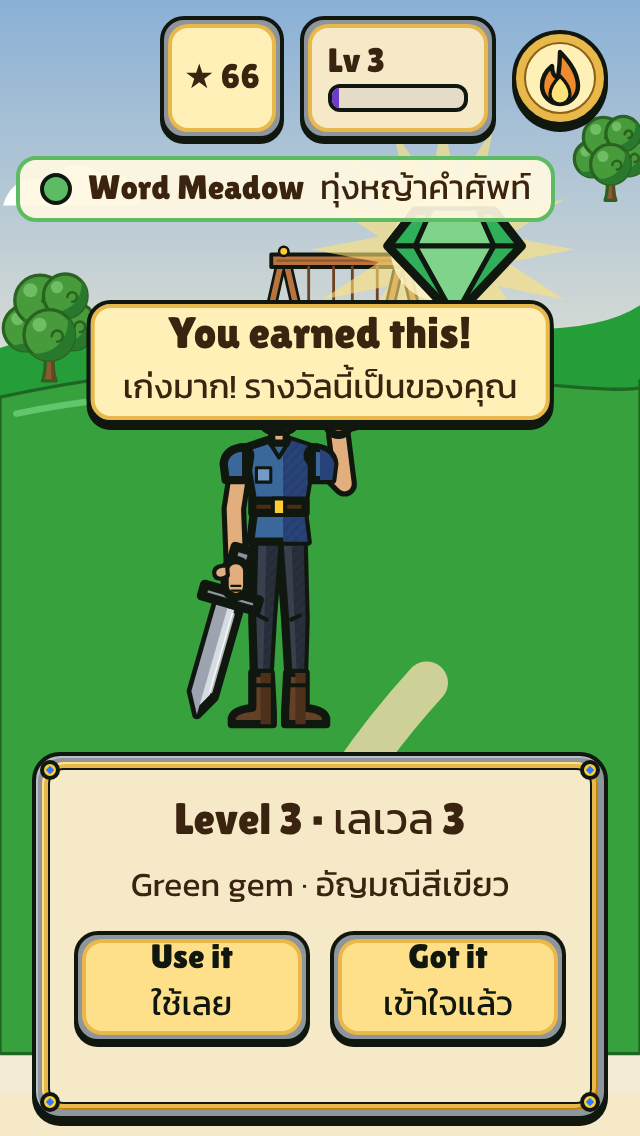 ★ 66
Lv 3
Word Meadow ทุ่งหญ้าคำศัพท์
You earned this!
เก่งมาก! รางวัลนี้เป็นของคุณ
Level 3 · เลเวล 3
Green gem · อัญมณีสีเขียว
Use it
ใช้เลย
Got it
เข้าใจแล้ว